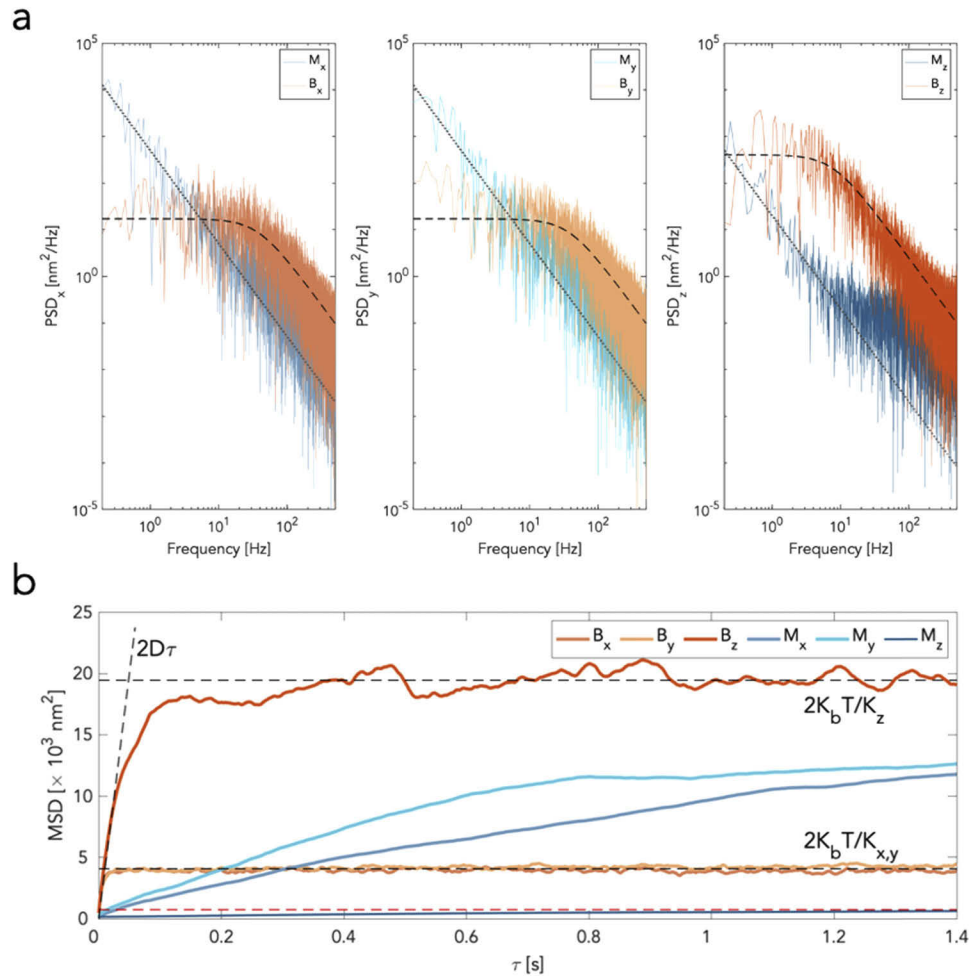 a
10^5
10^0
10^-5
PSD_x [nm^2/Hz]
M_x
B_x
10^0
10^1
10^2
Frequency [Hz]
10^5
10^0
10^-5
PSD_y [nm^2/Hz]
M_y
B_y
10^0
10^1
10^2
Frequency [Hz]
10^5
10^0
10^-5
PSD_z [nm^2/Hz]
M_z
B_z
10^0
10^1
10^2
Frequency [Hz]
b
25
20
15
10
5
0
MSD [× 10^3 nm^2]
2Dτ
B_x B_y B_z M_x M_y M_z
2K_bT/K_z
2K_bT/K_x,y
0 0.2 0.4 0.6 0.8 1 1.2 1.4
τ [s]